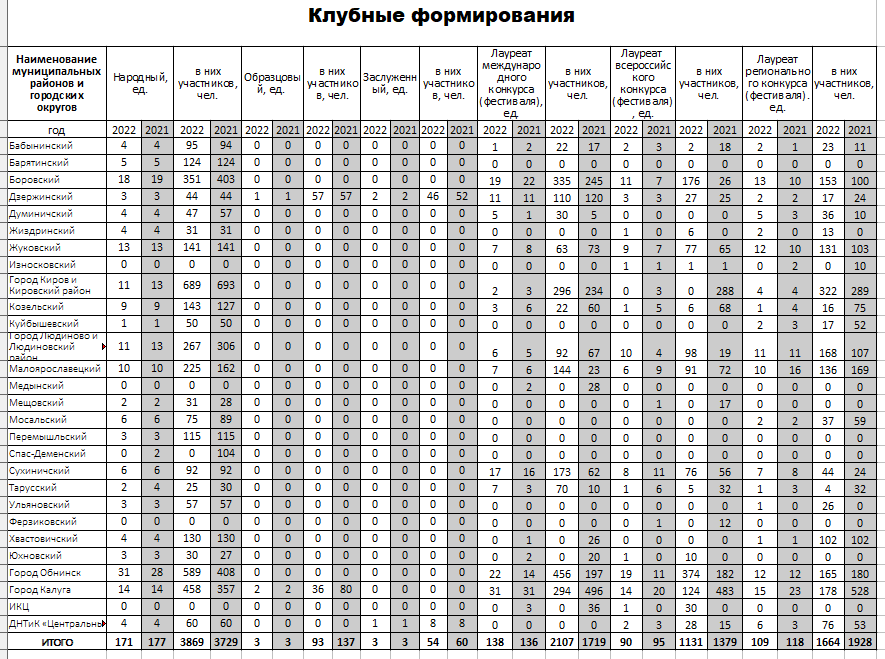 Клубные формирования
Наименование муниципальных районов и городских округов | Народный, ед. | в них участников, чел. | Образцовый, ед. | в них участников, чел. | Заслуженный, ед. | в них участников, чел. | Лауреат международного конкурса (фестиваля), ед. | в них участников, чел. | Лауреат всероссийского конкурса (фестиваля), ед. | в них участников, чел. | Лауреат регионального конкурса (фестиваля). ед. | в них участников, чел.
год 2022 2021 2022 2021 2022 2021 2022 2021 2022 2021 2022 2021 2022 2021 2022 2021 2022 2021 2022 2021 2022 2021 2022 2021
Бабынинский 4 4 95 94 0 0 0 0 0 0 0 0 1 2 22 17 2 3 2 18 2 1 23 11
Барятинский 5 5 124 124 0 0 0 0 0 0 0 0 0 0 0 0 0 0 0 0 0 0 0 0
Боровский 18 19 351 403 0 0 0 0 0 0 0 0 19 22 335 245 11 7 176 26 13 10 153 100
Дзержинский 3 3 44 44 1 1 57 57 2 2 46 52 11 11 110 120 3 3 27 25 2 2 17 24
Думиничский 4 4 47 57 0 0 0 0 0 0 0 0 5 1 30 5 0 0 0 0 5 3 36 10
Жиздринский 4 4 31 31 0 0 0 0 0 0 0 0 0 0 0 0 1 0 6 0 2 0 13 0
Жуковский 13 13 141 141 0 0 0 0 0 0 0 0 7 8 63 73 9 7 77 65 12 10 131 103
Износковский 0 0 0 0 0 0 0 0 0 0 0 0 0 0 0 0 1 1 1 1 0 2 0 10
Город Киров и Кировский район 11 13 689 693 0 0 0 0 0 0 0 0 2 3 296 234 0 3 0 288 4 4 322 289
Козельский 9 9 143 127 0 0 0 0 0 0 0 0 3 6 22 60 1 5 6 68 1 4 16 75
Куйбышевский 1 1 50 50 0 0 0 0 0 0 0 0 0 0 0 0 0 0 0 0 2 3 17 52
Город Людиново и Людиновский район 11 13 267 306 0 0 0 0 0 0 0 0 6 5 92 67 10 4 98 19 11 11 168 107
Малоярославецкий 10 10 225 162 0 0 0 0 0 0 0 0 7 6 144 23 6 9 91 72 10 16 136 169
Медынский 0 0 0 0 0 0 0 0 0 0 0 0 0 2 0 28 0 0 0 0 0 0 0 0
Мещовский 2 2 31 28 0 0 0 0 0 0 0 0 0 0 0 0 0 1 0 17 0 0 0 0
Мосальский 6 6 75 89 0 0 0 0 0 0 0 0 0 0 0 0 0 0 0 0 2 2 37 59
Перемышльский 3 3 115 115 0 0 0 0 0 0 0 0 0 0 0 0 0 0 0 0 0 0 0 0
Спас-Деменский 0 2 0 104 0 0 0 0 0 0 0 0 0 0 0 0 0 0 0 0 0 0 0 0
Сухиничский 6 6 92 92 0 0 0 0 0 0 0 0 17 16 173 62 8 11 76 56 7 8 44 24
Тарусский 2 4 25 30 0 0 0 0 0 0 0 0 7 3 70 10 1 6 5 32 1 3 4 32
Ульяновский 3 3 57 57 0 0 0 0 0 0 0 0 0 0 0 0 0 0 0 0 1 0 26 0
Ферзиковский 0 0 0 0 0 0 0 0 0 0 0 0 0 0 0 0 0 1 0 12 0 0 0 0
Хвастовичский 4 4 130 130 0 0 0 0 0 0 0 0 0 1 0 26 0 0 0 0 1 1 102 102
Юхновский 3 3 30 27 0 0 0 0 0 0 0 0 0 2 0 20 1 0 10 0 0 0 0 0
Город Обнинск 31 28 589 408 0 0 0 0 0 0 0 0 22 14 456 197 19 11 374 182 12 12 165 180
Город Калуга 14 14 458 357 2 2 36 80 0 0 0 0 31 31 294 496 14 20 124 483 15 23 178 528
ИКЦ 0 0 0 0 0 0 0 0 0 0 0 0 0 3 0 36 1 0 30 0 0 0 0 0
ДНТиК «Центральны 4 4 60 60 0 0 0 0 1 1 8 8 0 0 0 0 2 3 28 15 6 3 76 53
ИТОГО 171 177 3869 3729 3 3 93 137 3 3 54 60 138 136 2107 1719 90 95 1131 1379 109 118 1664 1928